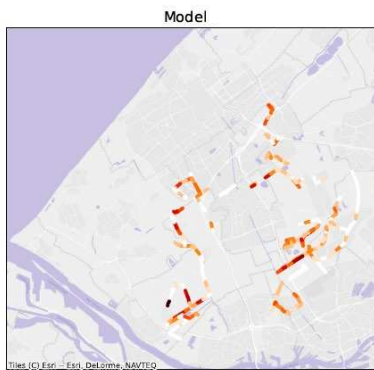 Model
Tiles (C) Esri -- Esri, DeLorme, NAVTEQ